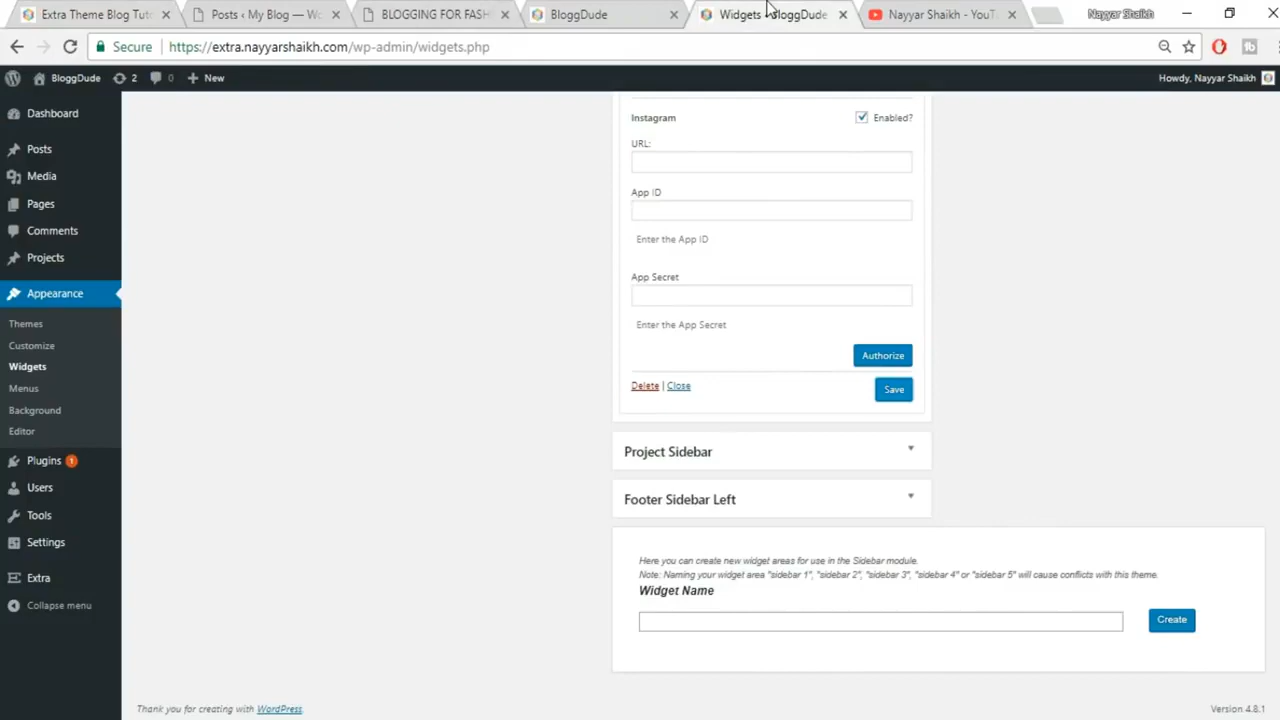 Extra Theme Blog Tuto
Posts ‹ My Blog — Wo
BLOGGING FOR FASH
BloggDude
Widgets ‹ BloggDude
Nayyar Shaikh - YouT
Nayyar Shaikh
Secure
https://extra.nayyarshaikh.com/wp-admin/widgets.php
BloggDude
2
0
New
Howdy, Nayyar Shaikh
Dashboard
Posts
Media
Pages
Comments
Projects
Appearance
Themes
Customize
Widgets
Menus
Background
Editor
Plugins 1
Users
Tools
Settings
Extra
Collapse menu
Instagram
Enabled?
URL:
App ID
Enter the App ID
App Secret
Enter the App Secret
Authorize
Delete | Close
Save
Project Sidebar
Footer Sidebar Left
Here you can create new widget areas for use in the Sidebar module.
Note: Naming your widget area "sidebar 1", "sidebar 2", "sidebar 3", "sidebar 4" or "sidebar 5" will cause conflicts with this theme.
Widget Name
Create
Thank you for creating with WordPress.
Version 4.8.1